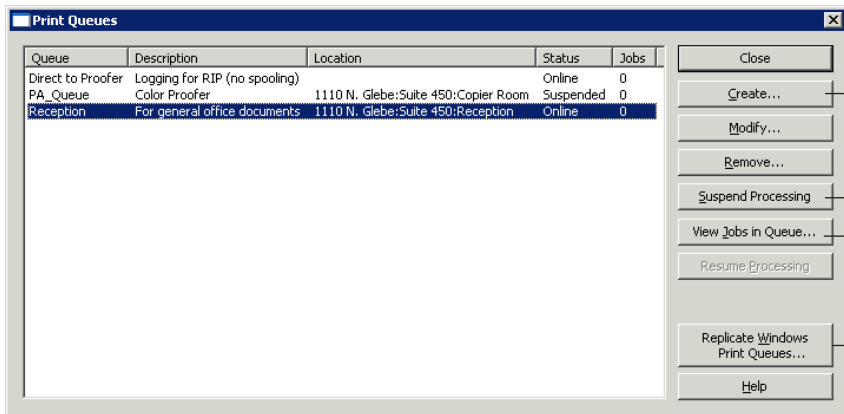 Print Queues
Queue Description Location Status Jobs
Direct to Proofer Logging for RIP (no spooling) Online 0
PA_Queue Color Proofer 1110 N. Glebe:Suite 450:Copier Room Suspended 0
Reception For general office documents 1110 N. Glebe:Suite 450:Reception Online 0
Close
Create...
Modify...
Remove...
Suspend Processing
View Jobs in Queue...
Resume Processing
Replicate Windows
Print Queues...
Help